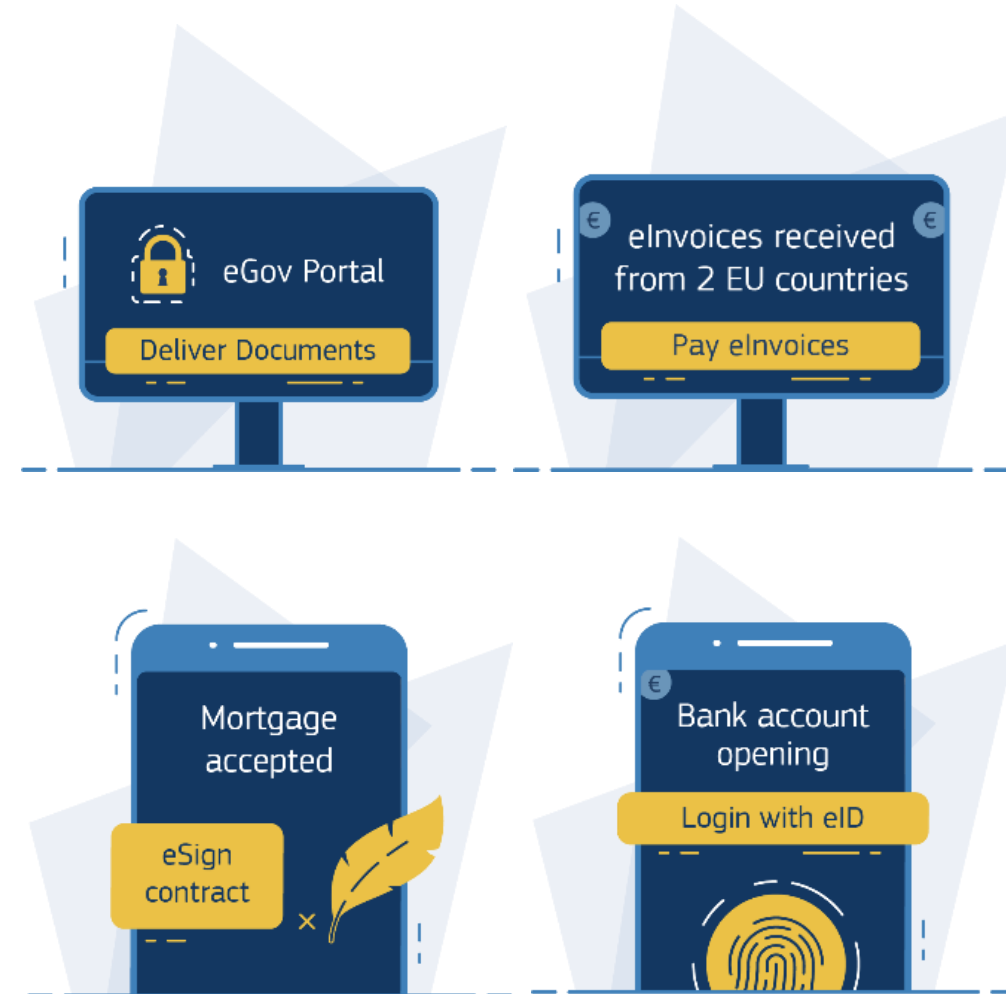 eGov Portal
Deliver Documents
€ €
eInvoices received
from 2 EU countries
Pay eInvoices
Mortgage
accepted
eSign
contract
×
€
Bank account
opening
Login with eID